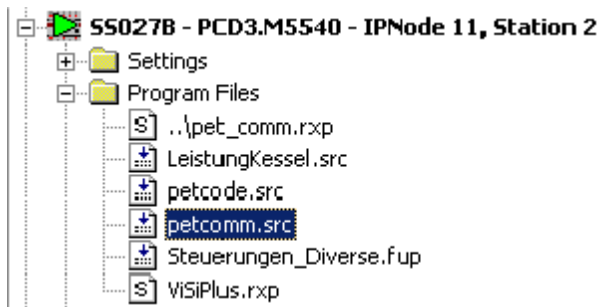 SS027B - PCD3.M5540 - IPNode 11, Station 2
Settings
Program Files
..\pet_comm.rxp
LeistungKessel.src
petcode.src
petcomm.src
Steuerungen_Diverse.fup
ViSiPlus.rxp